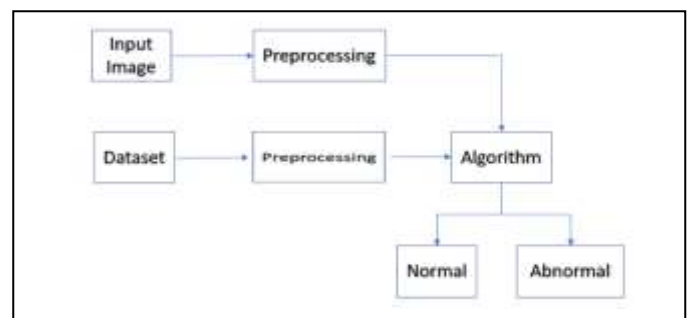 Input
Image
Preprocessing
Dataset
Preprocessing
Algorithm
Normal
Abnormal